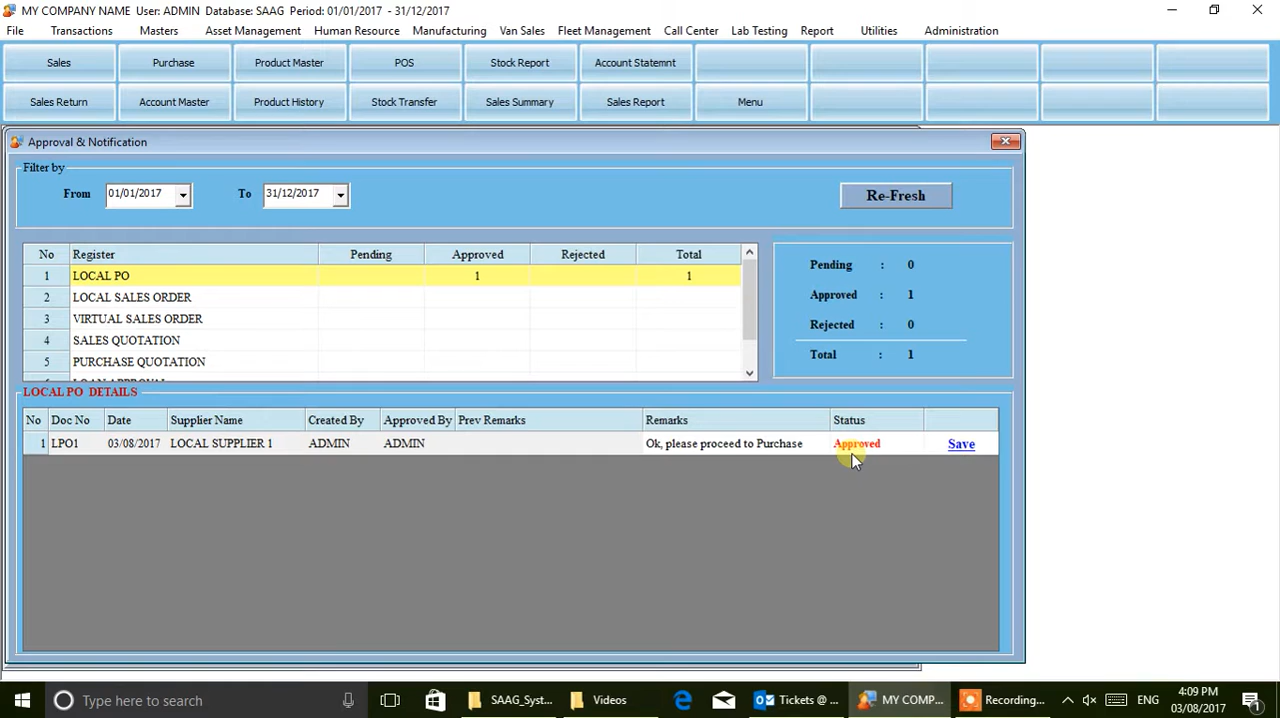 MY COMPANY NAME User: ADMIN Database: SAAG Period: 01/01/2017 - 31/12/2017
File Transactions Masters Asset Management Human Resource Manufacturing Van Sales Fleet Management Call Center Lab Testing Report Utilities Administration
Sales Purchase Product Master POS Stock Report Account Statemnt
Sales Return Account Master Product History Stock Transfer Sales Summary Sales Report Menu
Approval & Notification
Filter by
From 01/01/2017 To 31/12/2017 Re-Fresh
No Register Pending Approved Rejected Total
1 LOCAL PO 1 1
2 LOCAL SALES ORDER
3 VIRTUAL SALES ORDER
4 SALES QUOTATION
5 PURCHASE QUOTATION
LOAN APPROVAL
Pending : 0
Approved : 1
Rejected : 0
Total : 1
LOCAL PO DETAILS
No Doc No Date Supplier Name Created By Approved By Prev Remarks Remarks Status
1 LPO1 03/08/2017 LOCAL SUPPLIER 1 ADMIN ADMIN Ok, please proceed to Purchase Approved Save
Type here to search SAAG_Syst... Videos Tickets @ ... MY COMP... Recording... ENG 4:09 PM
03/08/2017 1